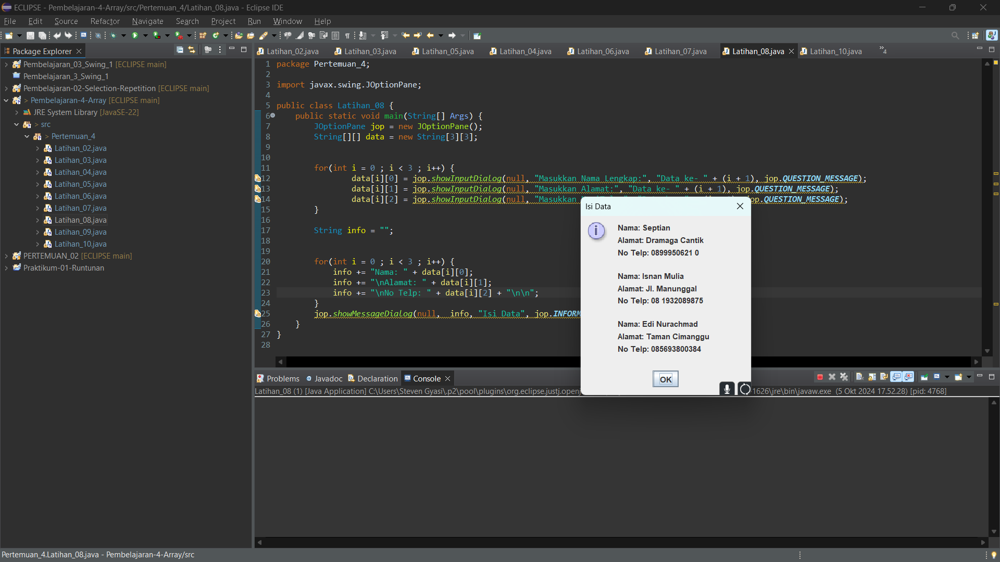 ECLIPSE - Pembelajaran-4-Array/src/Pertemuan_4/Latihan_08.java - Eclipse IDE
File Edit Source Refactor Navigate Search Project Run Window Help
Package Explorer
Pembelajaran_03_Swing_1 [ECLIPSE main]
Pembelajaran_3_Swing_1
Pembelajaran-02-Selection-Repetition [ECLIPSE main]
> Pembelajaran-4-Array [ECLIPSE main]
JRE System Library [JavaSE-22]
> src
> Pertemuan_4
Latihan_02.java
Latihan_03.java
Latihan_04.java
Latihan_05.java
Latihan_06.java
Latihan_07.java
Latihan_08.java
Latihan_09.java
Latihan_10.java
PERTEMUAN_02 [ECLIPSE main]
Praktikum-01-Runtunan
Latihan_02.java Latihan_03.java Latihan_05.java Latihan_04.java Latihan_06.java Latihan_07.java Latihan_08.java Latihan_10.java »4
1 package Pertemuan_4;
2
3 import javax.swing.JOptionPane;
4
5 public class Latihan_08 {
6 public static void main(String[] Args) {
7 JOptionPane jop = new JOptionPane();
8 String[][] data = new String[3][3];
9
10
11 for(int i = 0 ; i < 3 ; i++) {
12 data[i][0] = jop.showInputDialog(null, "Masukkan Nama Lengkap:", "Data ke- " + (i + 1), jop.QUESTION_MESSAGE);
13 data[i][1] = jop.showInputDialog(null, "Masukkan Alamat:", "Data ke- " + (i + 1), jop.QUESTION_MESSAGE);
14 data[i][2] = jop.showInputDialog(null, "Masukkan jop.QUESTION_MESSAGE);
15 }
16
17 String info = "";
18
19
20 for(int i = 0 ; i < 3 ; i++) {
21 info += "Nama: " + data[i][0];
22 info += "\nAlamat: " + data[i][1];
23 info += "\nNo Telp: " + data[i][2] + "\n\n";
24 }
25 jop.showMessageDialog(null, info, "Isi Data", jop.INFORM
26 }
27 }
28
Isi Data
Nama: Septian
Alamat: Dramaga Cantik
No Telp: 0899950621 0
Nama: Isnan Mulia
Alamat: Jl. Manunggal
No Telp: 08 1932089875
Nama: Edi Nurachmad
Alamat: Taman Cimanggu
No Telp: 085693800384
OK
Problems Javadoc Declaration Console
Latihan_08 (1) [Java Application] C:\Users\Steven Gyasi\.p2\pool\plugins\org.eclipse.justj.openj 1626\jre\bin\javaw.exe (5 Okt 2024 17.52.28) [pid: 4768]
Pertemuan_4.Latihan_08.java - Pembelajaran-4-Array/src